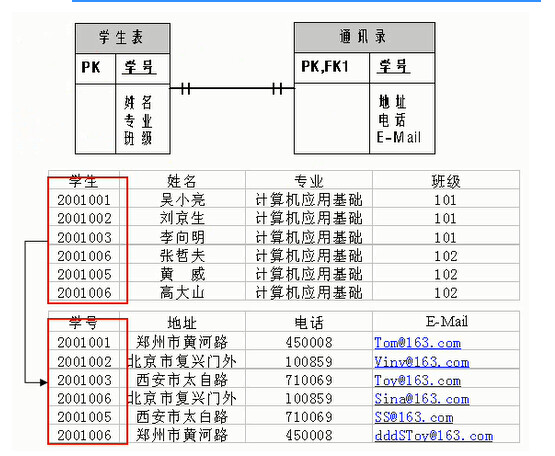 学生表
PK 学号
姓名
专业
班级
通讯录
PK,FK1 学号
地址
电话
E-Mail
学生 姓名 专业 班级
2001001 吴小亮 计算机应用基础 101
2001002 刘京生 计算机应用基础 101
2001003 李向明 计算机应用基础 101
2001006 张哲夫 计算机应用基础 102
2001005 黄 威 计算机应用基础 102
2001006 高大山 计算机应用基础 102
学号 地址 电话 E-Mail
2001001 郑州市黄河路 450008 Tom@163.com
2001002 北京市复兴门外 100859 Viny@163.com
2001003 西安市太白路 710069 Toy@163.com
2001006 北京市复兴门外 100859 Sina@163.com
2001005 西安市太白路 710069 SS@163.com
2001006 郑州市黄河路 450008 dddSToy@163.com